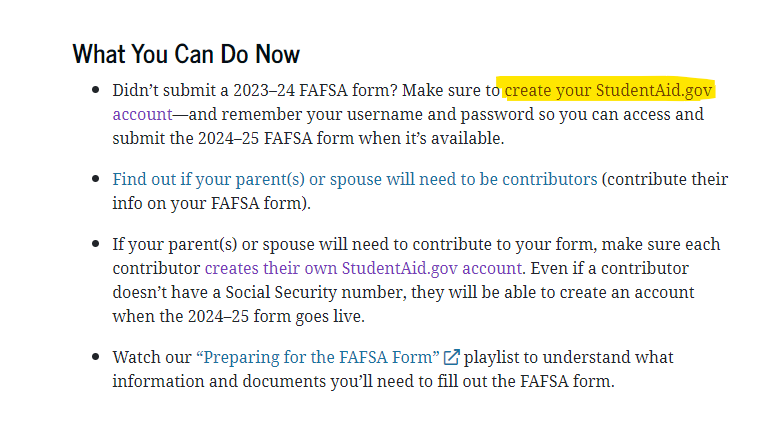 What You Can Do Now
• Didn’t submit a 2023–24 FAFSA form? Make sure to create your StudentAid.gov
account—and remember your username and password so you can access and
submit the 2024–25 FAFSA form when it’s available.
• Find out if your parent(s) or spouse will need to be contributors (contribute their
info on your FAFSA form).
• If your parent(s) or spouse will need to contribute to your form, make sure each
contributor creates their own StudentAid.gov account. Even if a contributor
doesn’t have a Social Security number, they will be able to create an account
when the 2024–25 form goes live.
• Watch our “Preparing for the FAFSA Form” playlist to understand what
information and documents you’ll need to fill out the FAFSA form.